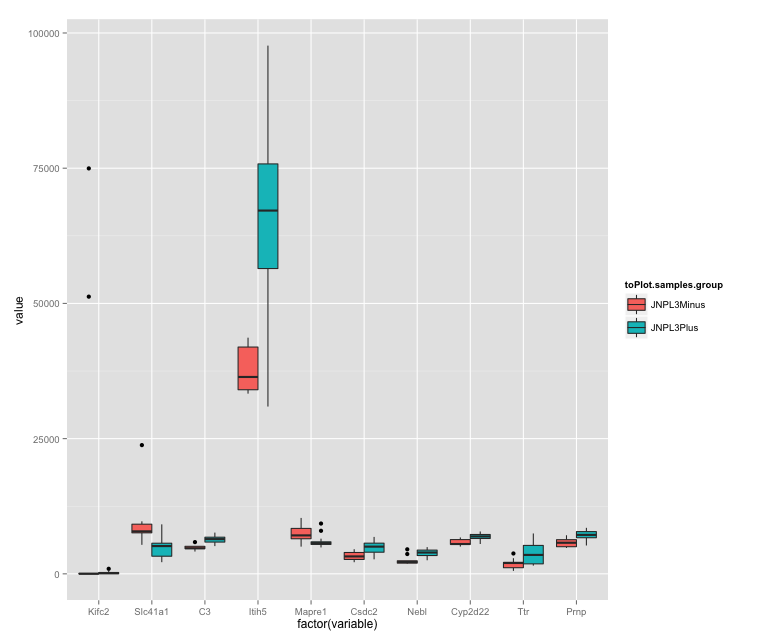 100000
75000
50000
25000
0
value
Kifc2 Slc41a1 C3 Itih5 Mapre1 Csdc2 Nebl Cyp2d22 Ttr Prnp
factor(variable)
toPlot.samples.group
JNPL3Minus
JNPL3Plus